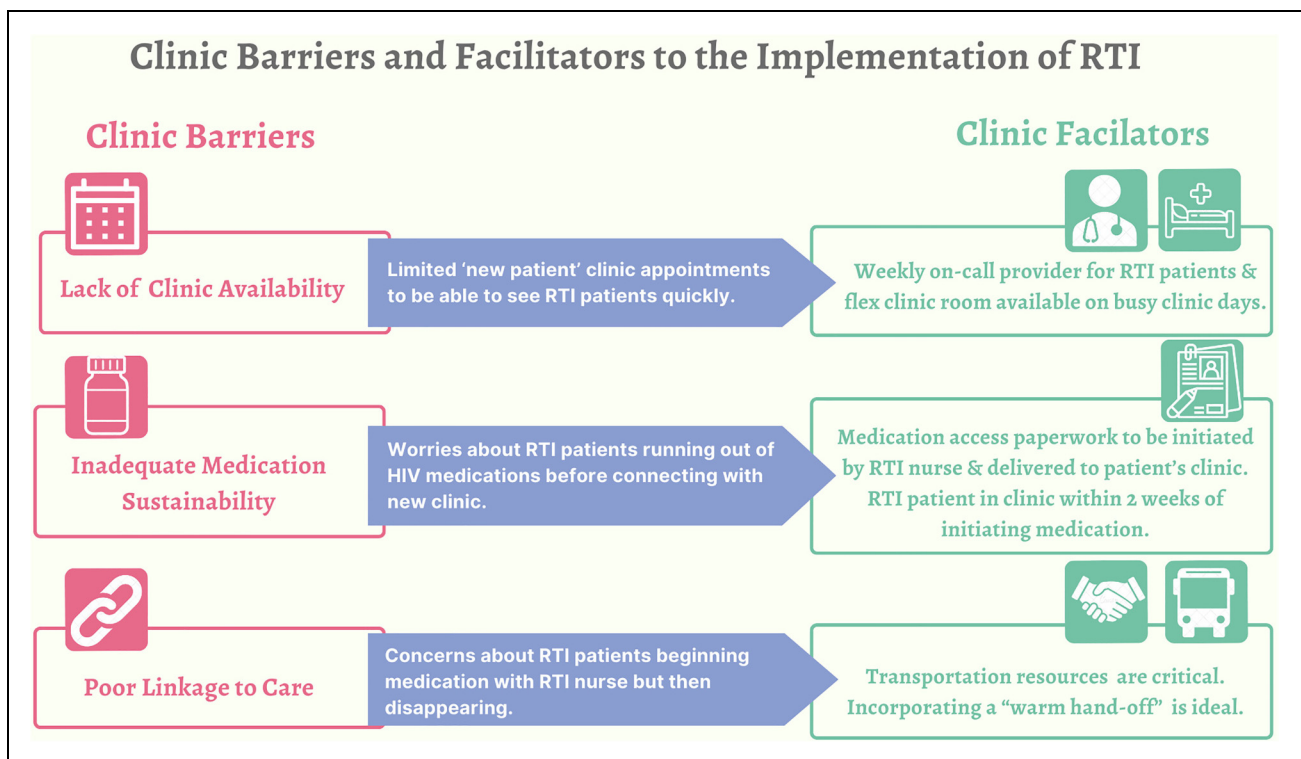 Clinic Barriers and Facilitators to the Implementation of RTI
Clinic Barriers
Clinic Facilators
Lack of Clinic Availability
Limited ‘new patient’ clinic appointments
to be able to see RTI patients quickly.
Weekly on-call provider for RTI patients &
flex clinic room available on busy clinic days.
Inadequate Medication
Sustainability
Worries about RTI patients running out of
HIV medications before connecting with
new clinic.
Medication access paperwork to be initiated
by RTI nurse & delivered to patient’s clinic.
RTI patient in clinic within 2 weeks of
initiating medication.
Poor Linkage to Care
Concerns about RTI patients beginning
medication with RTI nurse but then
disappearing.
Transportation resources are critical.
Incorporating a “warm hand-off” is ideal.